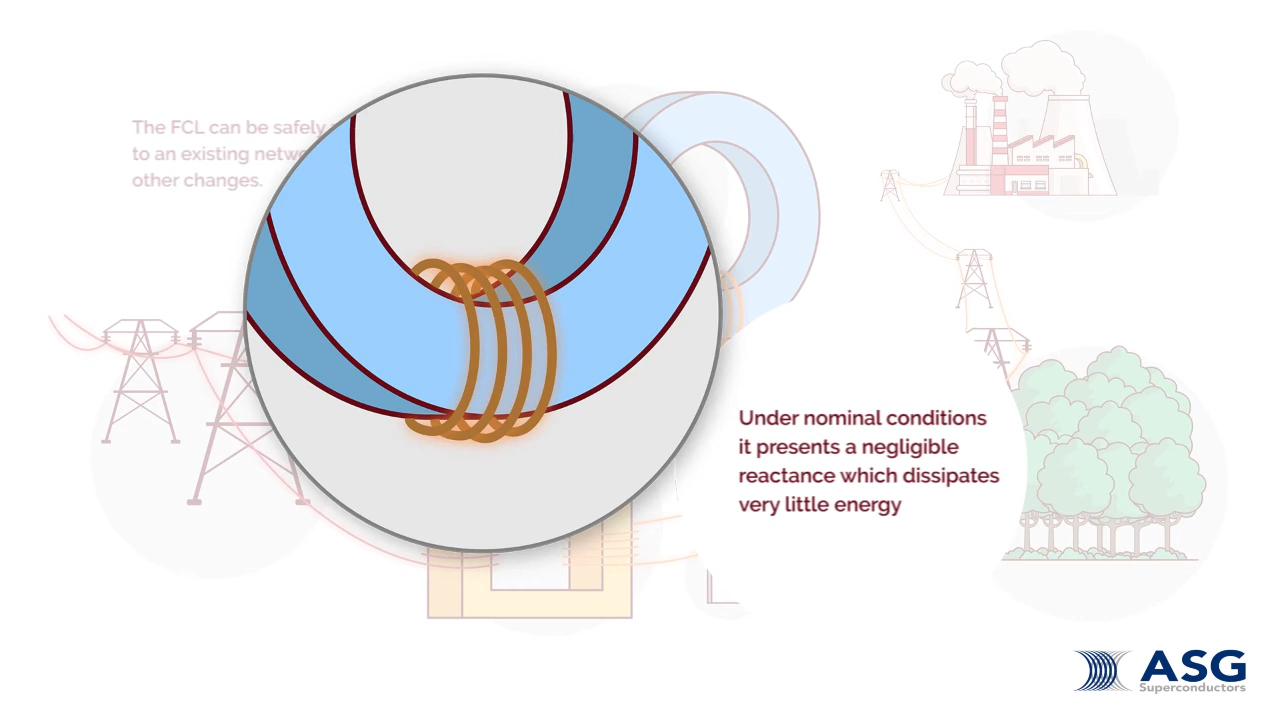 The FCL can be safely
to an existing
other changes.
Under nominal conditions
it presents a negligible
reactance which dissipates
very little energy
ASG
Superconductors